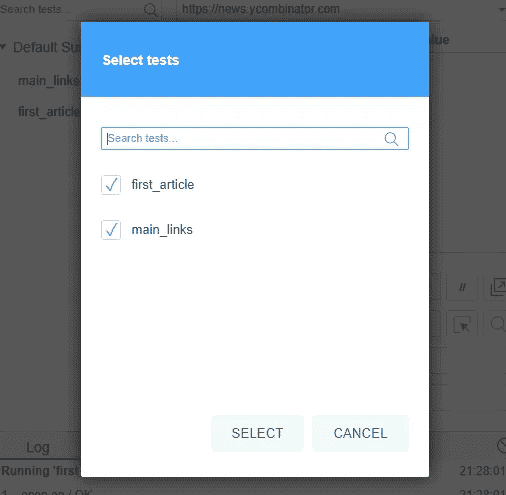 Search tests...
https://news.ycombinator.com
Select tests
Default Su
lue
main_links
first_article
Search tests...
first_article
main_links
//
SELECT
CANCEL
Log
Running 'first
21:28:01
21:28:01